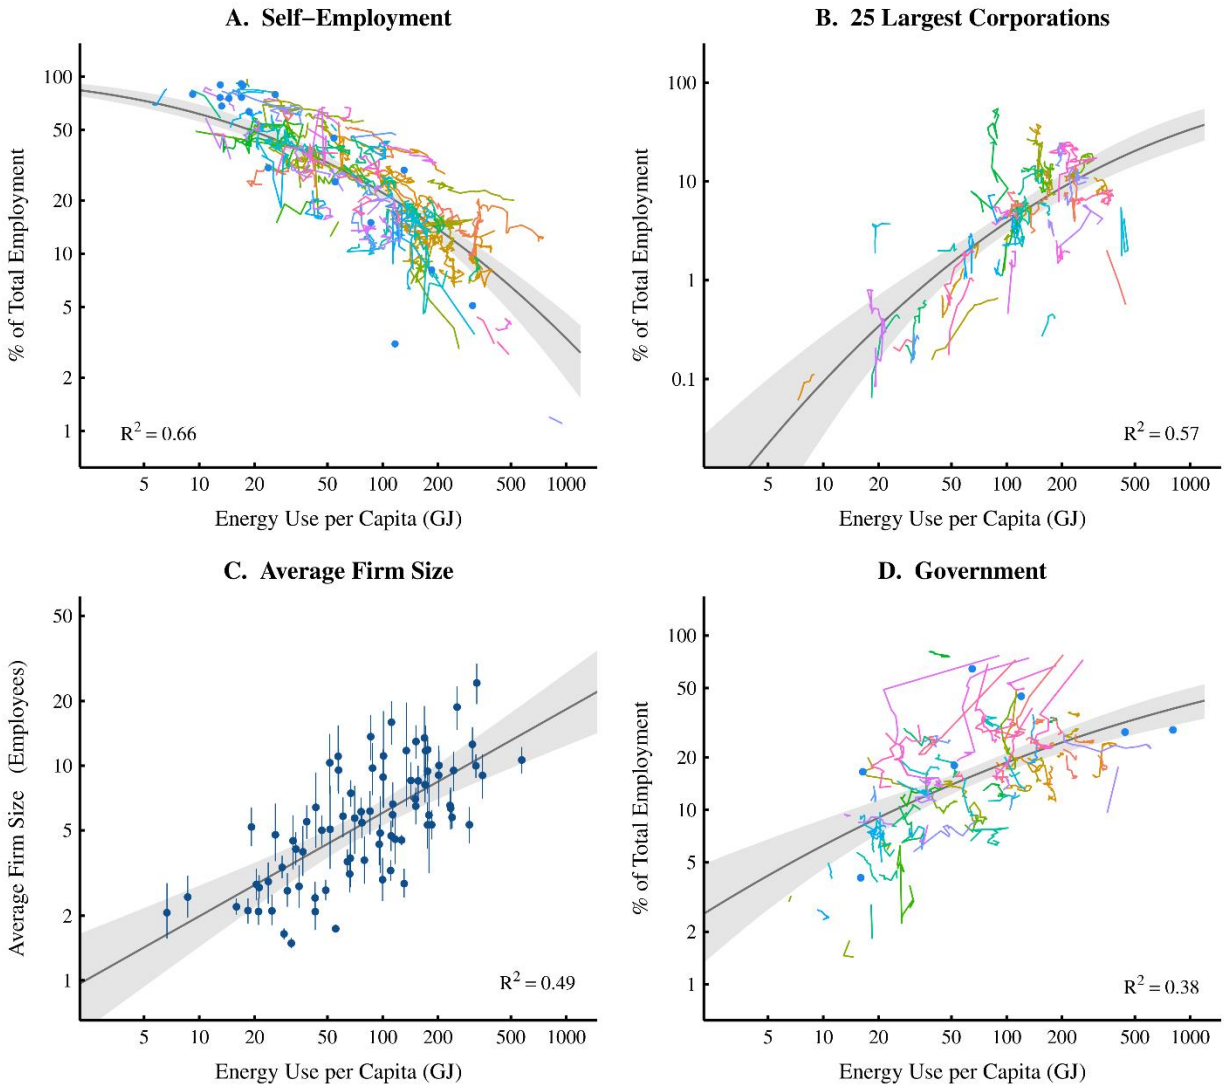 A. Self−Employment
% of Total Employment
100
50
20
10
5
2
1
R² = 0.66
5 10 20 50 100 200 500 1000
Energy Use per Capita (GJ)
B. 25 Largest Corporations
% of Total Employment
100
10
1
0.1
R² = 0.57
5 10 20 50 100 200 500 1000
Energy Use per Capita (GJ)
C. Average Firm Size
Average Firm Size (Employees)
50
20
10
5
2
1
R² = 0.49
5 10 20 50 100 200 500 1000
Energy Use per Capita (GJ)
D. Government
% of Total Employment
100
50
20
10
5
2
1
R² = 0.38
5 10 20 50 100 200 500 1000
Energy Use per Capita (GJ)